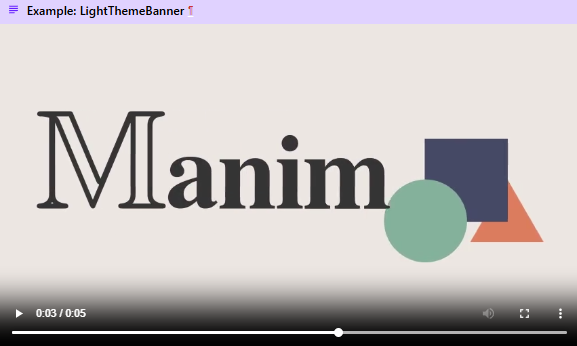 Example: LightThemeBanner ¶
Manim
0:03 / 0:05